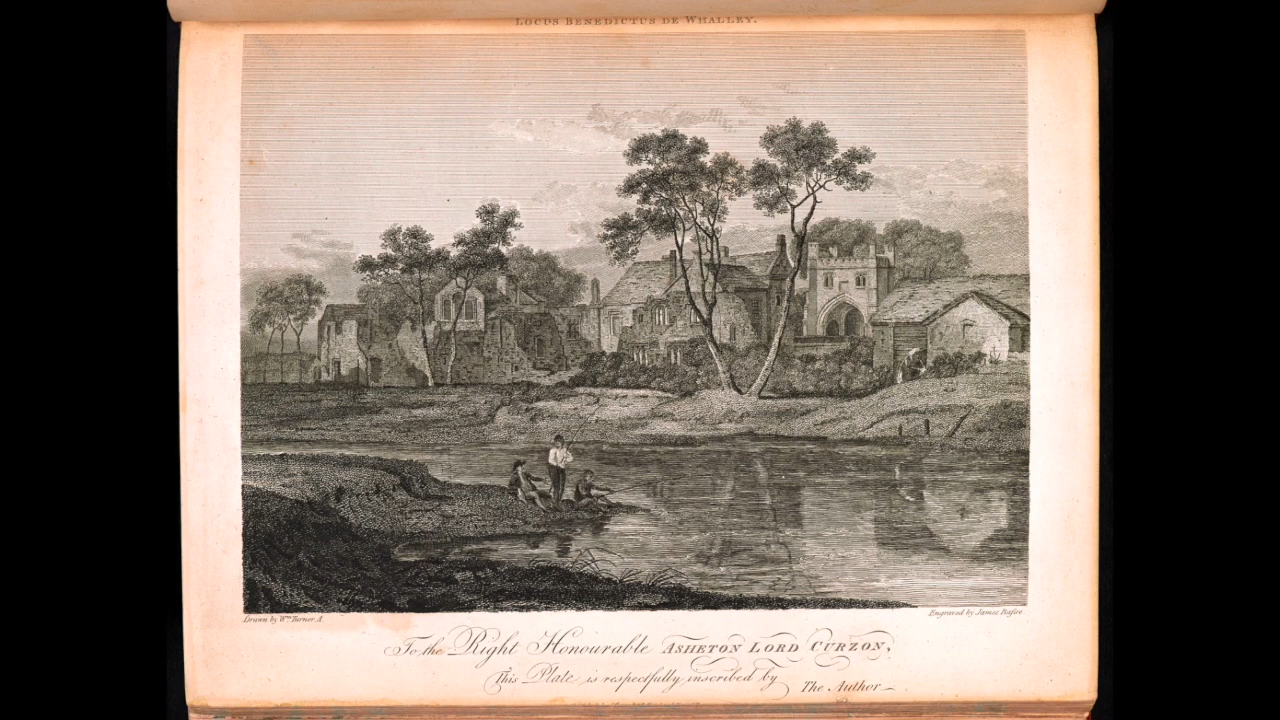 LOCUS BENEDICTUS DE WHALLEY.
Drawn by Wm. Turner A.
Engraved by James Basire
To the Right Honourable ASHETON LORD CURZON,
This Plate is respectfully inscribed by The Author